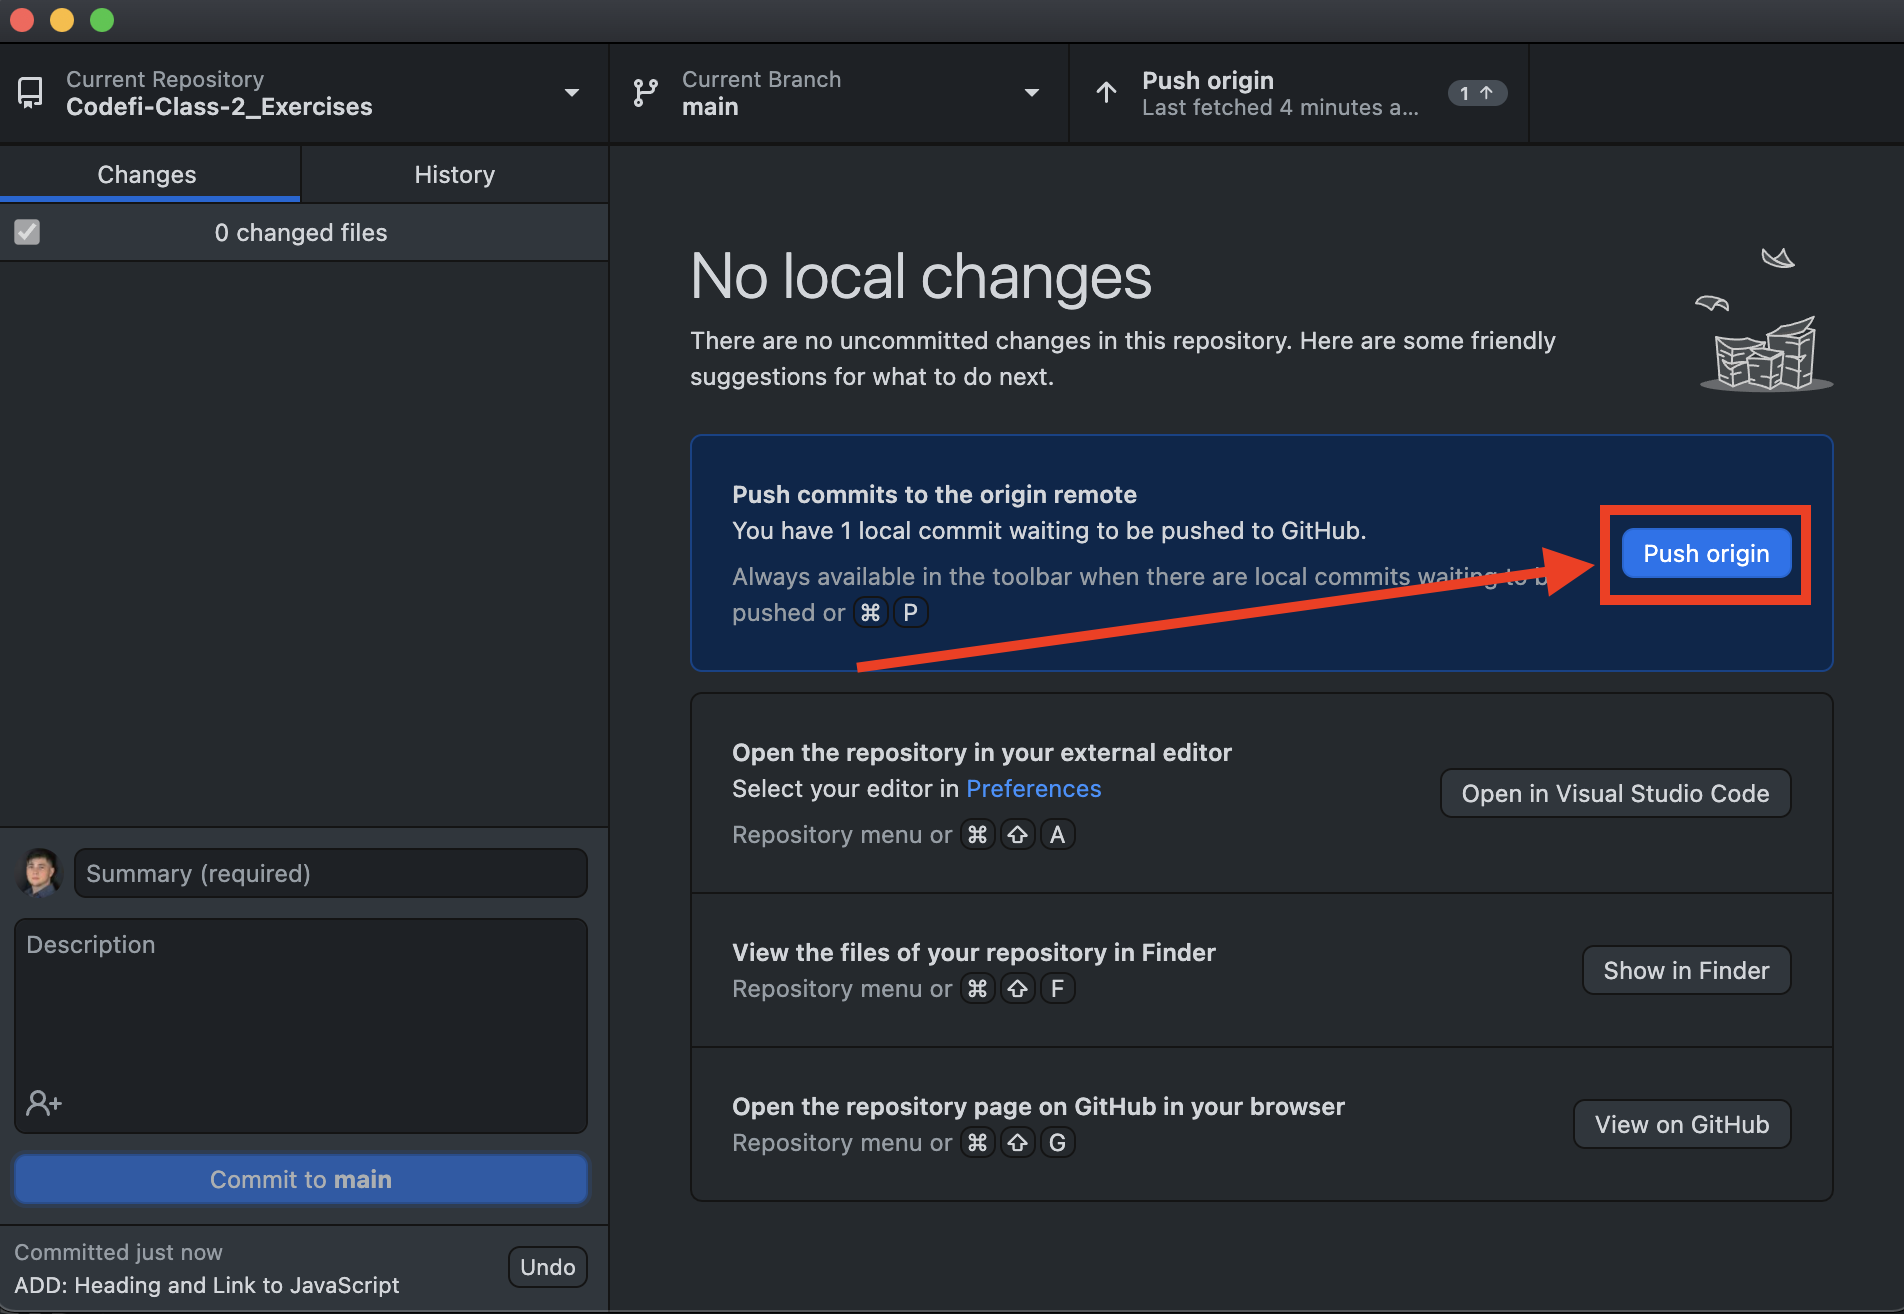 Current Repository
Codefi-Class-2_Exercises
Current Branch
main
Push origin
Last fetched 4 minutes a...
1
Changes
History
0 changed files
No local changes
There are no uncommitted changes in this repository. Here are some friendly
suggestions for what to do next.
Push commits to the origin remote
You have 1 local commit waiting to be pushed to GitHub.
Always available in the toolbar when there are local commits waiting to b
pushed or ⌘ P
Push origin
Open the repository in your external editor
Select your editor in Preferences
Repository menu or ⌘ ⇧ A
Open in Visual Studio Code
View the files of your repository in Finder
Repository menu or ⌘ ⇧ F
Show in Finder
Open the repository page on GitHub in your browser
Repository menu or ⌘ ⇧ G
View on GitHub
Summary (required)
Description
Commit to main
Committed just now
ADD: Heading and Link to JavaScript
Undo